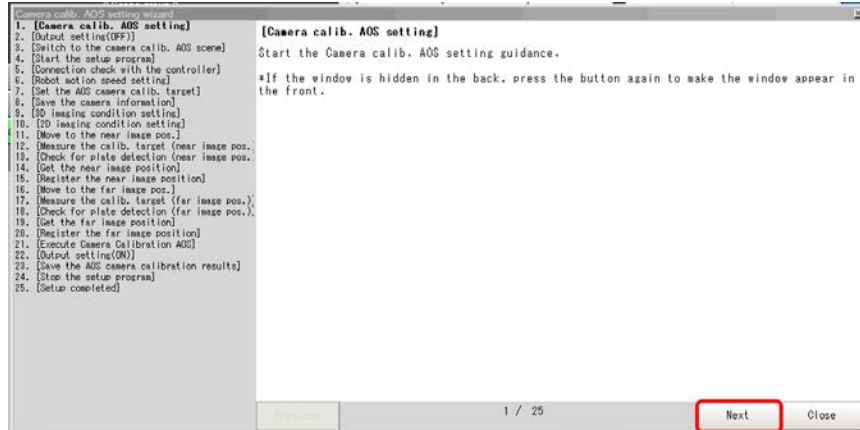 Camera calib. AOS setting wizard
1. [Camera calib. AOS setting]
2. [Output setting(OFF)]
3. [Switch to the camera calib. AOS scene]
4. [Start the setup program]
5. [Connection check with the controller]
6. [Robot motion speed setting]
7. [Set the AOS camera calib. target]
8. [Save the camera information]
9. [3D imaging condition setting]
10. [2D imaging condition setting]
11. [Move to the near image pos.]
12. [Measure the calib. target (near image pos.
13. [Check for plate detection (near image pos.
14. [Get the near image position]
15. [Register the near image position]
16. [Move to the far image pos.]
17. [Measure the calib. target (far image pos.)
18. [Check for plate detection (far image pos.)
19. [Get the far image position]
20. [Register the far image position]
21. [Execute Camera Calibration AOS]
22. [Output setting(ON)]
23. [Save the AOS camera calibration results]
24. [Stop the setup program]
25. [Setup completed]
[Camera calib. AOS setting]
Start the Camera calib. AOS setting guidance.
*If the window is hidden in the back, press the button again to make the window appear in
the front.
Previous
1 / 25
Next
Close